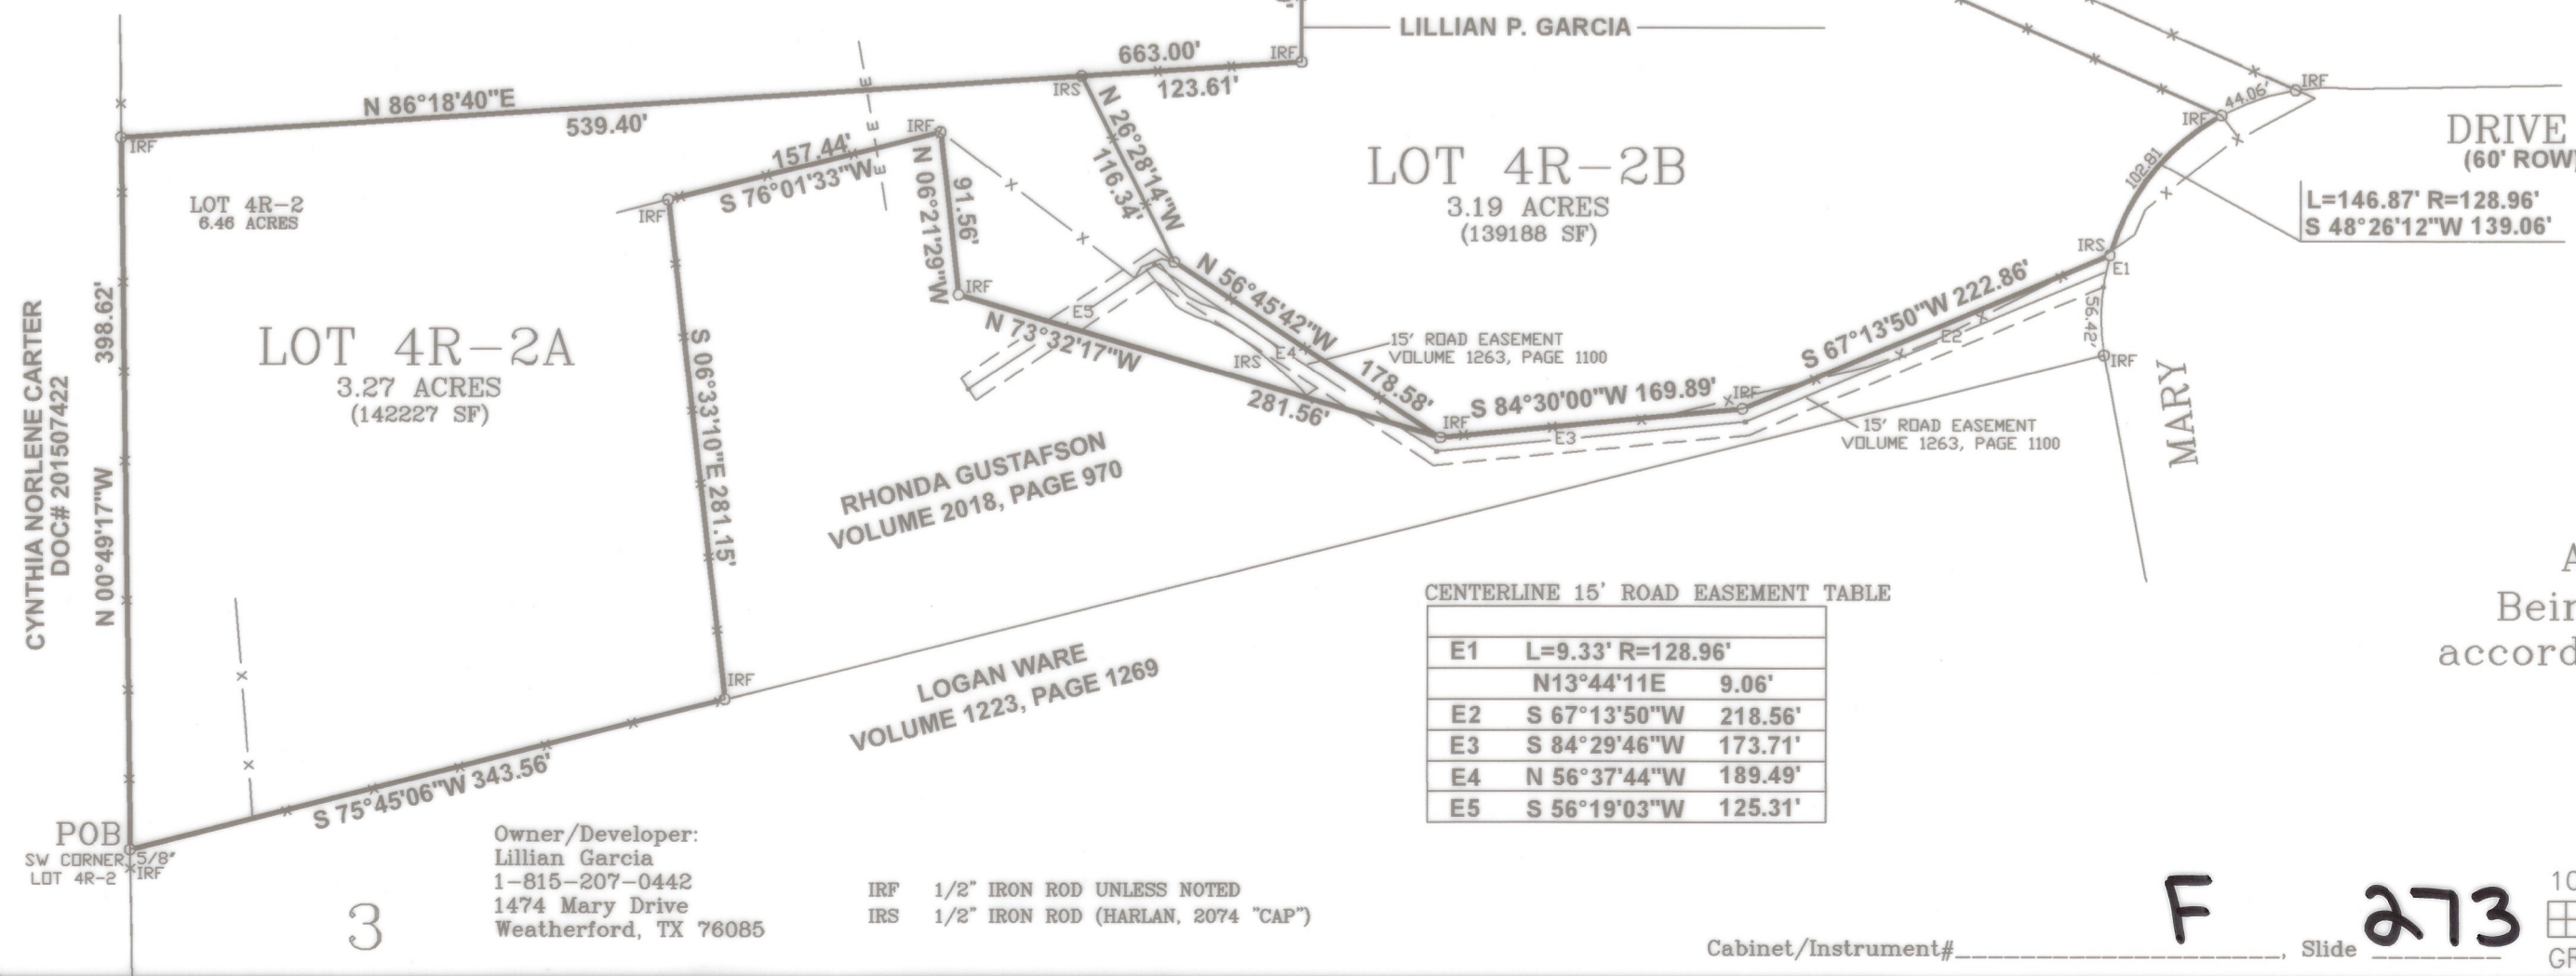 LILLIAN P. GARCIA
663.00'
IRF
123.61'
IRS
N 86°18'40"E
539.40'
IRF
IRF
157.44'
S 76°01'33"W
E
E
E
IRF
N 06°21'29"W
91.56'
IRF
N 26°28'14"W
116.34'
LOT 4R-2B
3.19 ACRES
(139188 SF)
IRF
44.06'
IRF
102.81
DRIVE
(60' ROW)
L=146.87' R=128.96'
S 48°26'12"W 139.06'
IRS
E1
56.42'
IRF
MARY
LOT 4R-2
6.46 ACRES
CYNTHIA NORLENE CARTER
DOC# 201507422
N 00°49'17"W
398.62'
LOT 4R-2A
3.27 ACRES
(142227 SF)
S 06°33'10"E 281.15'
IRF
E5
N 73°32'17"W
281.56'
IRS
E4
N 56°45'42"W
178.58'
15' ROAD EASEMENT
VOLUME 1263, PAGE 1100
IRF
S 84°30'00"W 169.89'
E3
IRF
S 67°13'50"W 222.86'
E2
15' ROAD EASEMENT
VOLUME 1263, PAGE 1100
RHONDA GUSTAFSON
VOLUME 2018, PAGE 970
LOGAN WARE
VOLUME 1223, PAGE 1269
S 75°45'06"W 343.56'
POB
SW CORNER
LOT 4R-2
5/8"
IRF
3
Owner/Developer:
Lillian Garcia
1-815-207-0442
1474 Mary Drive
Weatherford, TX 76085
IRF 1/2" IRON ROD UNLESS NOTED
IRS 1/2" IRON ROD (HARLAN, 2074 "CAP")
CENTERLINE 15' ROAD EASEMENT TABLE
E1 L=9.33' R=128.96'
N13°44'11E 9.06'
E2 S 67°13'50"W 218.56'
E3 S 84°29'46"W 173.71'
E4 N 56°37'44"W 189.49'
E5 S 56°19'03"W 125.31'
A
Bein
accord
Cabinet/Instrument# F, Slide 273
10
GR